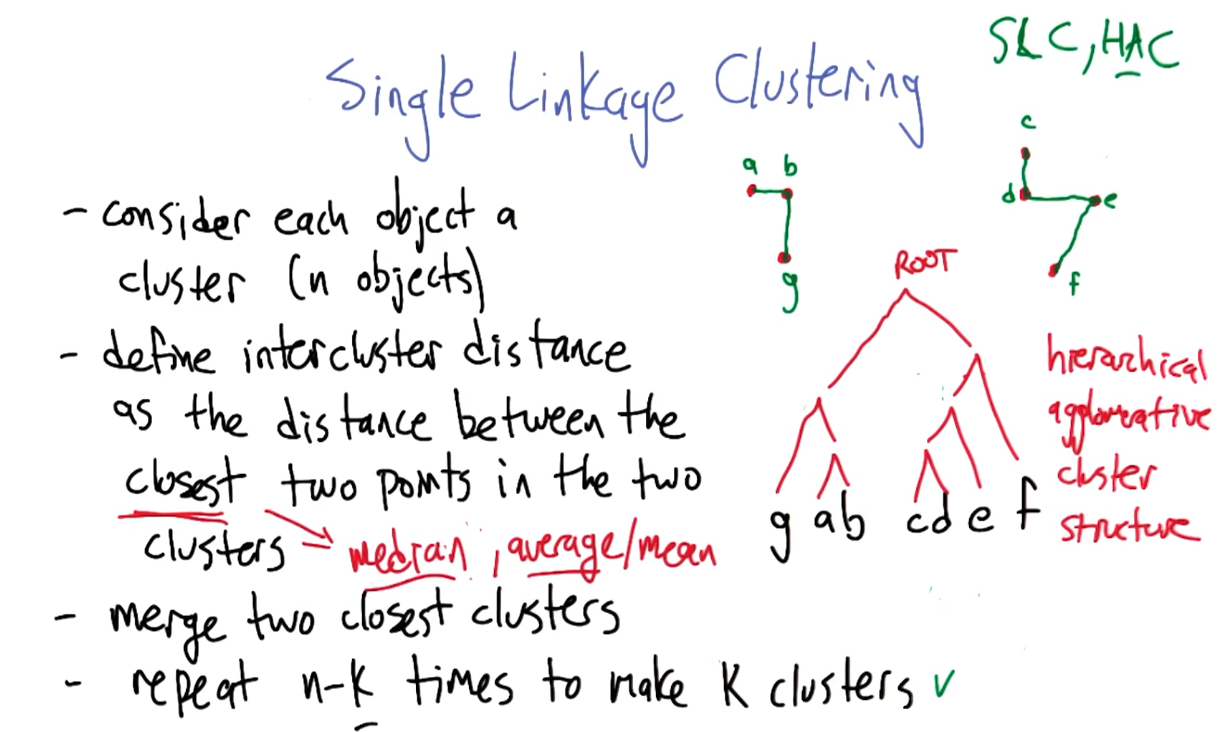 SLC, HAC
Single Linkage Clustering
- consider each object a
cluster (n objects)
- define intercluster distance
as the distance between the
closest two points in the two
clusters
median, average/mean
- merge two closest clusters
- repeat n-k times to make k clusters ✓
a b
g
c
d e
f
ROOT
g a b c d e f
hierarchical
agglomerative
cluster
structure